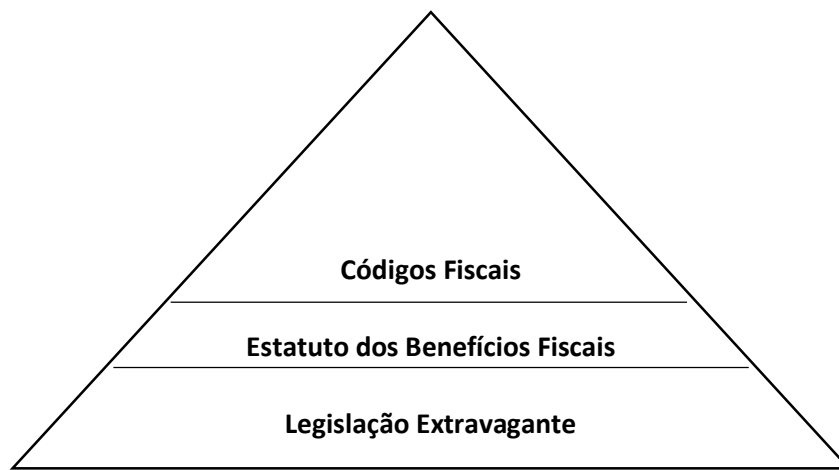 Códigos Fiscais
Estatuto dos Benefícios Fiscais
Legislação Extravagante